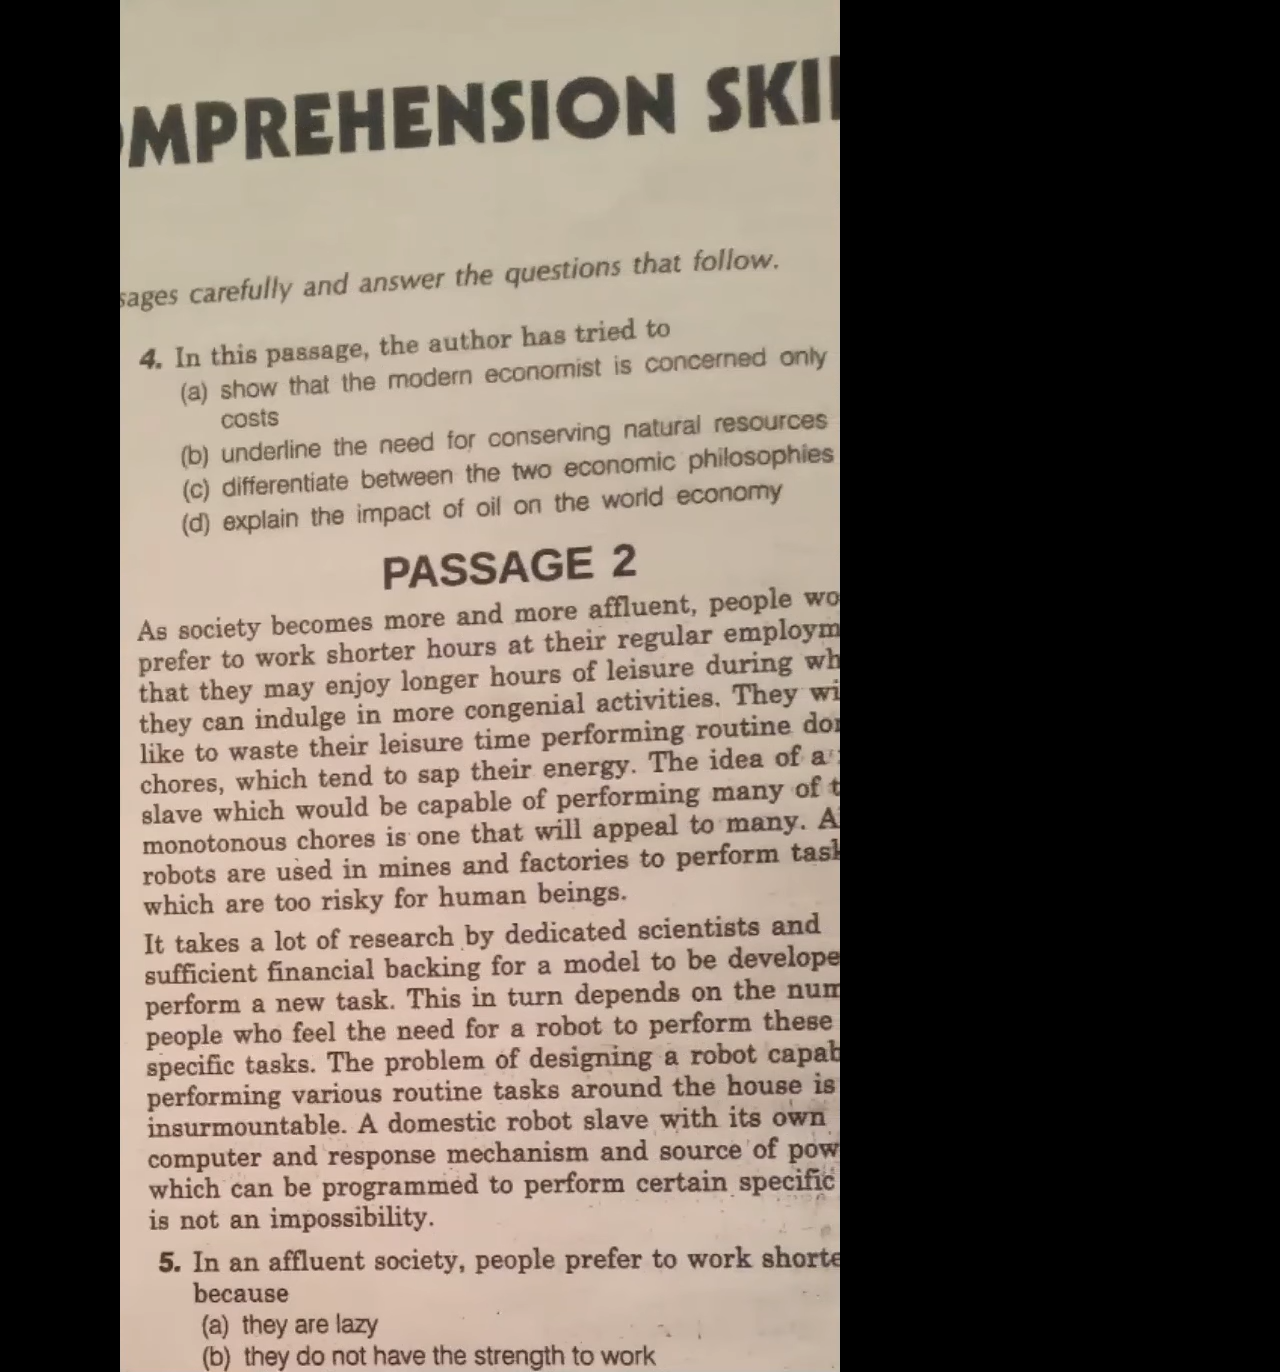 OMPREHENSION SKI
sages carefully and answer the questions that follow.
4. In this passage, the author has tried to
(a) show that the modern economist is concerned only
costs
(b) underline the need for conserving natural resources
(c) differentiate between the two economic philosophies
(d) explain the impact of oil on the world economy
PASSAGE 2
As society becomes more and more affluent, people wo
prefer to work shorter hours at their regular employm
that they may enjoy longer hours of leisure during wh
they can indulge in more congenial activities. They wi
like to waste their leisure time performing routine do
chores, which tend to sap their energy. The idea of a
slave which would be capable of performing many of t
monotonous chores is one that will appeal to many. A
robots are used in mines and factories to perform task
which are too risky for human beings.
It takes a lot of research by dedicated scientists and
sufficient financial backing for a model to be develope
perform a new task. This in turn depends on the num
people who feel the need for a robot to perform these
specific tasks. The problem of designing a robot capab
performing various routine tasks around the house is
insurmountable. A domestic robot slave with its own
computer and response mechanism and source of pow
which can be programmed to perform certain specific
is not an impossibility.
5. In an affluent society, people prefer to work shorte
because
(a) they are lazy
(b) they do not have the strength to work